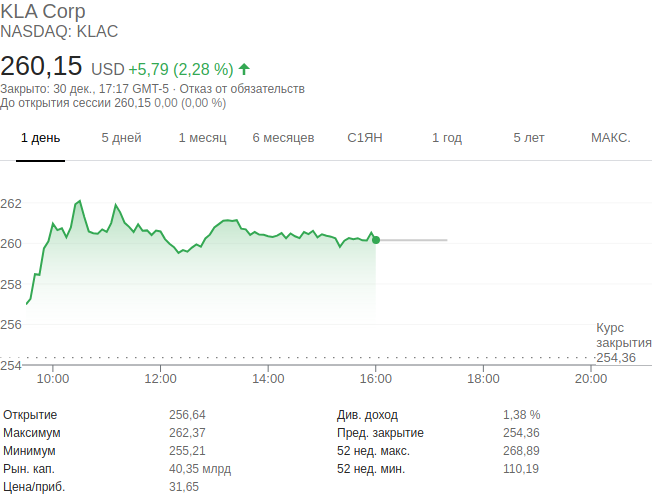 KLA Corp
NASDAQ: KLAC
260,15 USD +5,79 (2,28 %)
Закрыто: 30 дек., 17:17 GMT-5 · Отказ от обязательств
До открытия сессии 260,15 0,00 (0,00 %)
1 день 5 дней 1 месяц 6 месяцев С1ЯН 1 год 5 лет МАКС.
262
260
258
256
Курс
закрытия
254,36
254
10:00 12:00 14:00 16:00 18:00 20:00
Открытие 256,64 Див. доход 1,38 %
Максимум 262,37 Пред. закрытие 254,36
Минимум 255,21 52 нед. макс. 268,89
Рын. кап. 40,35 млрд 52 нед. мин. 110,19
Цена/приб. 31,65